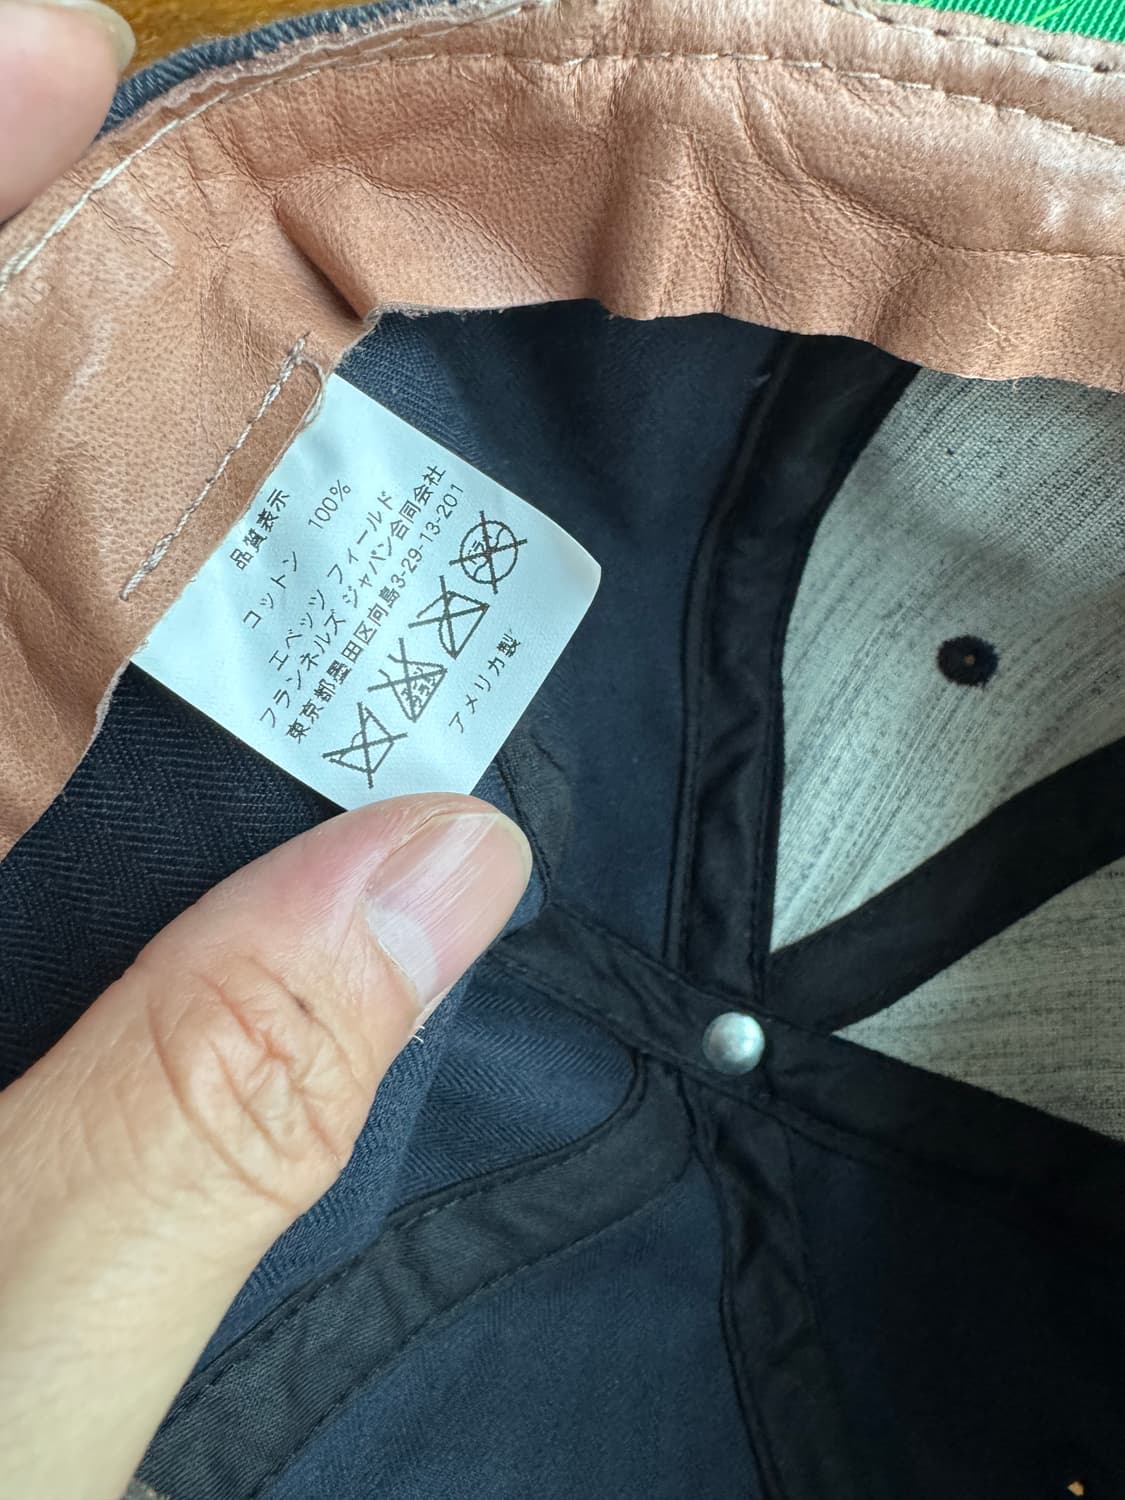 品質表示
コットン 100%
エベッツ フィールド
フランネルズ ジャパン合同会社
東京都墨田区向島3-29-13-201
アメリカ製